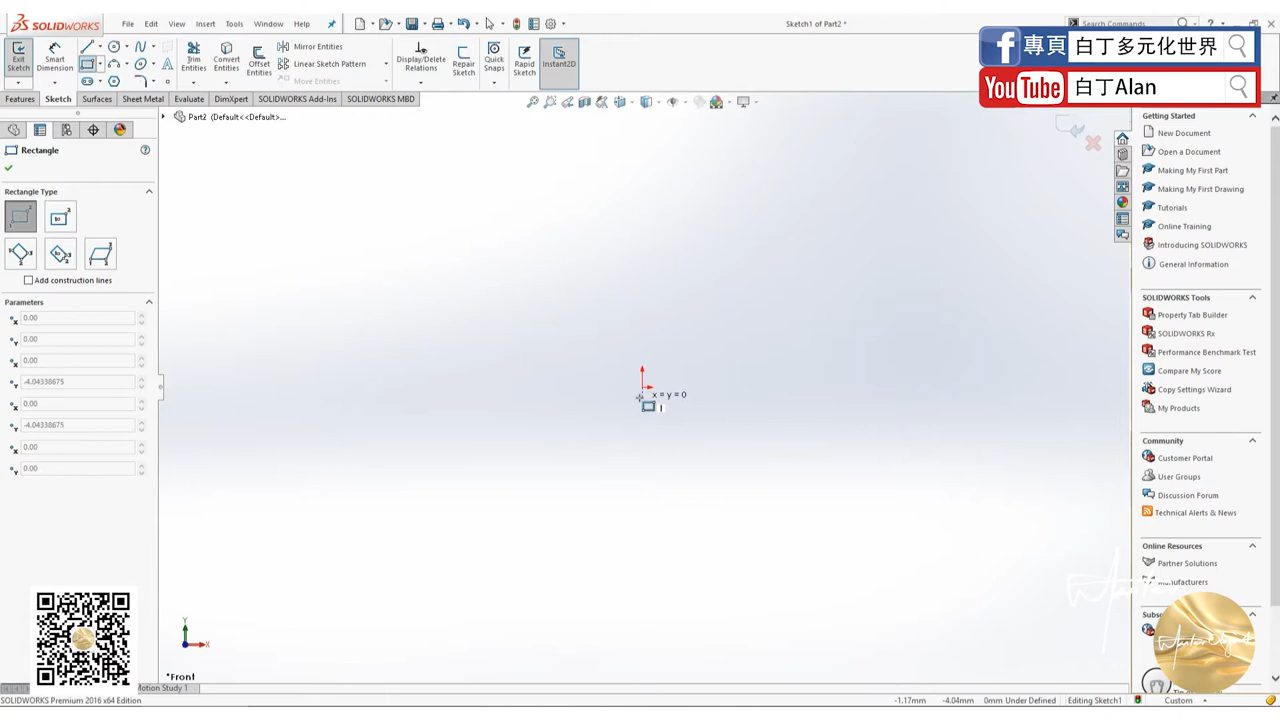 SOLIDWORKS
File
Edit
View
Insert
Tools
Window
Help
Sketch1 of Part2 *
Search Commands
Exit Sketch
Smart Dimension
Trim Entities
Convert Entities
Offset Entities
Mirror Entities
Linear Sketch Pattern
Move Entities
Display/Delete Relations
Repair Sketch
Quick Snaps
Rapid Sketch
Instant2D
專頁 白丁多元化世界
YouTube 白丁Alan
Features
Sketch
Surfaces
Sheet Metal
Evaluate
DimXpert
SOLIDWORKS Add-Ins
SOLIDWORKS MBD
Part2 (Default<<Default>...
Rectangle
Rectangle Type
Add construction lines
Parameters
0.00
0.00
0.00
-4.04338675
0.00
-4.04338675
0.00
0.00
x = y = 0
Y
X
*Front
Motion Study 1
SOLIDWORKS Premium 2016 x64 Edition
-1.17mm
-4.04mm
0mm Under Defined
Editing Sketch1
Custom
Getting Started
New Document
Open a Document
Making My First Part
Making My First Drawing
Tutorials
Online Training
Introducing SOLIDWORKS
General Information
SOLIDWORKS Tools
Property Tab Builder
SOLIDWORKS Rx
Performance Benchmark Test
Compare My Score
Copy Settings Wizard
My Products
Community
Customer Portal
User Groups
Discussion Forum
Technical Alerts & News
Online Resources
Partner Solutions
Manufacturers